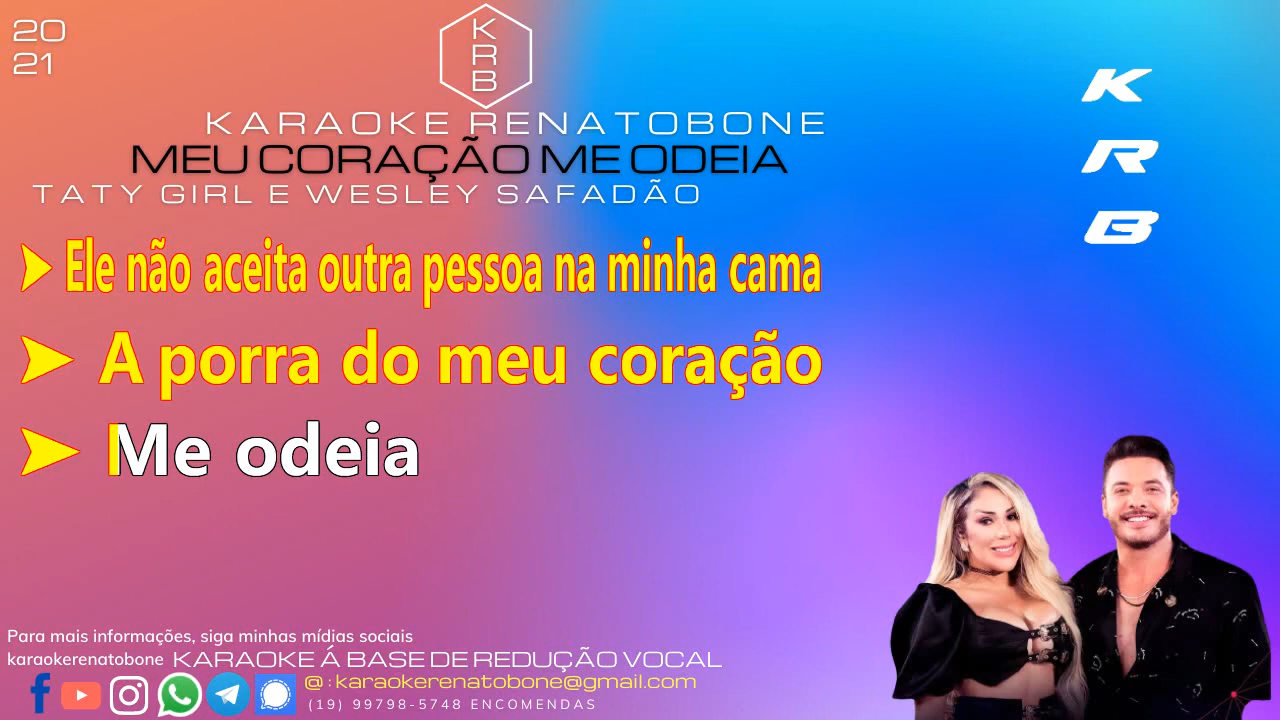 20
21
K
R
B
KARAOKE RENATOBONE
MEU CORAÇÃO ME ODEIA
TATY GIRL E WESLEY SAFADÃO
K
R
B
➤ Ele não aceita outra pessoa na minha cama
➤ A porra do meu coração
➤ Me odeia
Para mais informações, siga minhas mídias sociais
karaokerenatobone KARAOKE Á BASE DE REDUÇÃO VOCAL
@ : karaokerenatobone@gmail.com
(19) 99798-5748 ENCOMENDAS